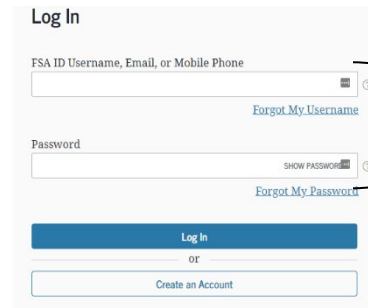 Log In
FSA ID Username, Email, or Mobile Phone
Forgot My Username
Password
SHOW PASSWORD
Forgot My Password
Log In
or
Create an Account